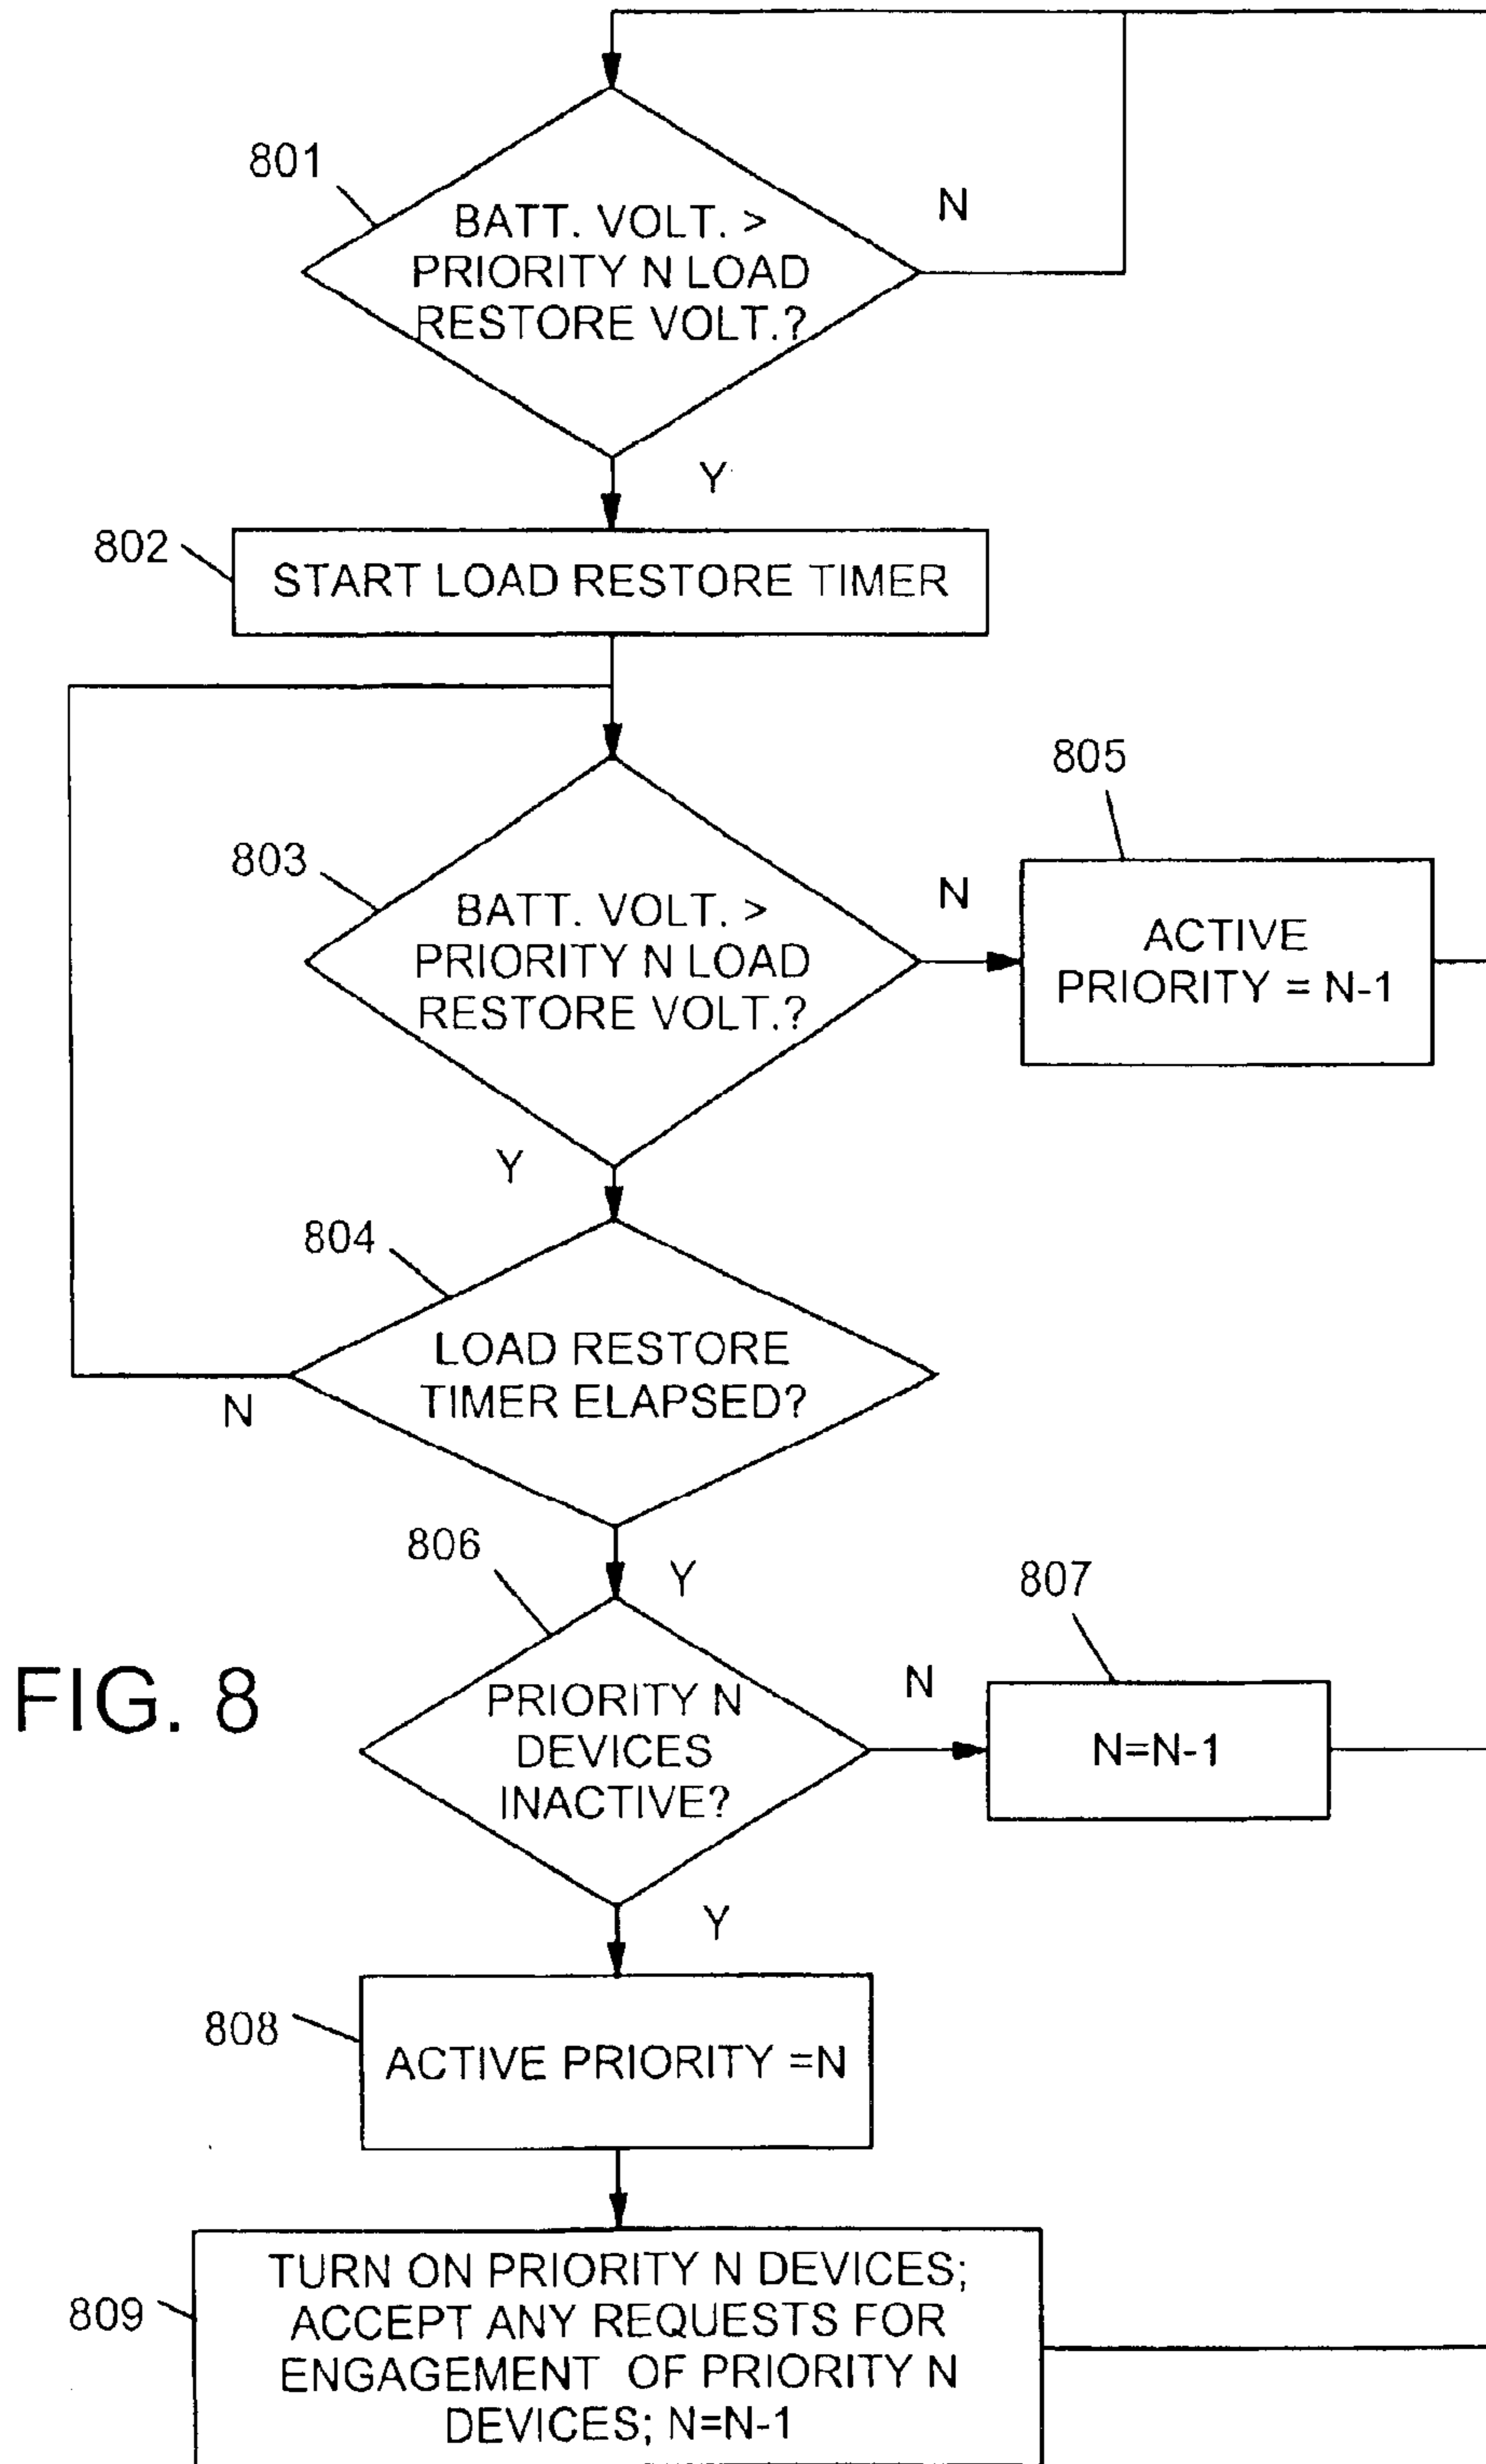 801
BATT. VOLT. >
PRIORITY N LOAD
RESTORE VOLT.?
N
Y
802
START LOAD RESTORE TIMER
803
BATT. VOLT. >
PRIORITY N LOAD
RESTORE VOLT.?
N
805
ACTIVE
PRIORITY = N-1
Y
804
LOAD RESTORE
TIMER ELAPSED?
N
Y
806
PRIORITY N
DEVICES
INACTIVE?
N
807
N=N-1
FIG. 8
Y
808
ACTIVE PRIORITY =N
809
TURN ON PRIORITY N DEVICES;
ACCEPT ANY REQUESTS FOR
ENGAGEMENT OF PRIORITY N
DEVICES; N=N-1